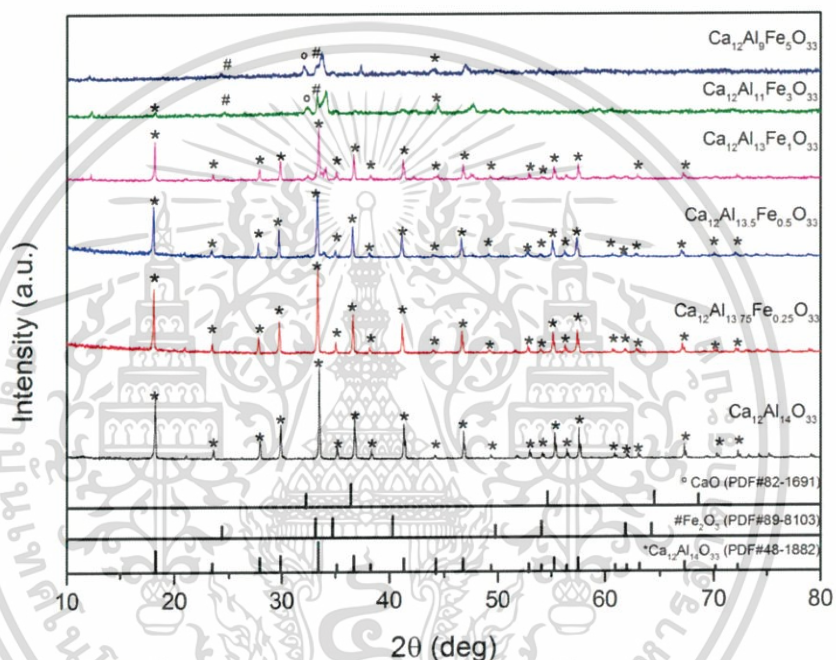 Ca₁₂Al₉Fe₅O₃₃
Ca₁₂Al₁₁Fe₃O₃₃
Ca₁₂Al₁₃Fe₁O₃₃
Ca₁₂Al₁₃.₅Fe₀.₅O₃₃
Ca₁₂Al₁₃.₇₅Fe₀.₂₅O₃₃
Ca₁₂Al₁₄O₃₃
° CaO (PDF#82-1691)
#Fe₂O₃ (PDF#89-8103)
*Ca₁₂Al₁₄O₃₃ (PDF#48-1882)
Intensity (a.u.)
10 20 30 40 50 60 70 80
2θ (deg)